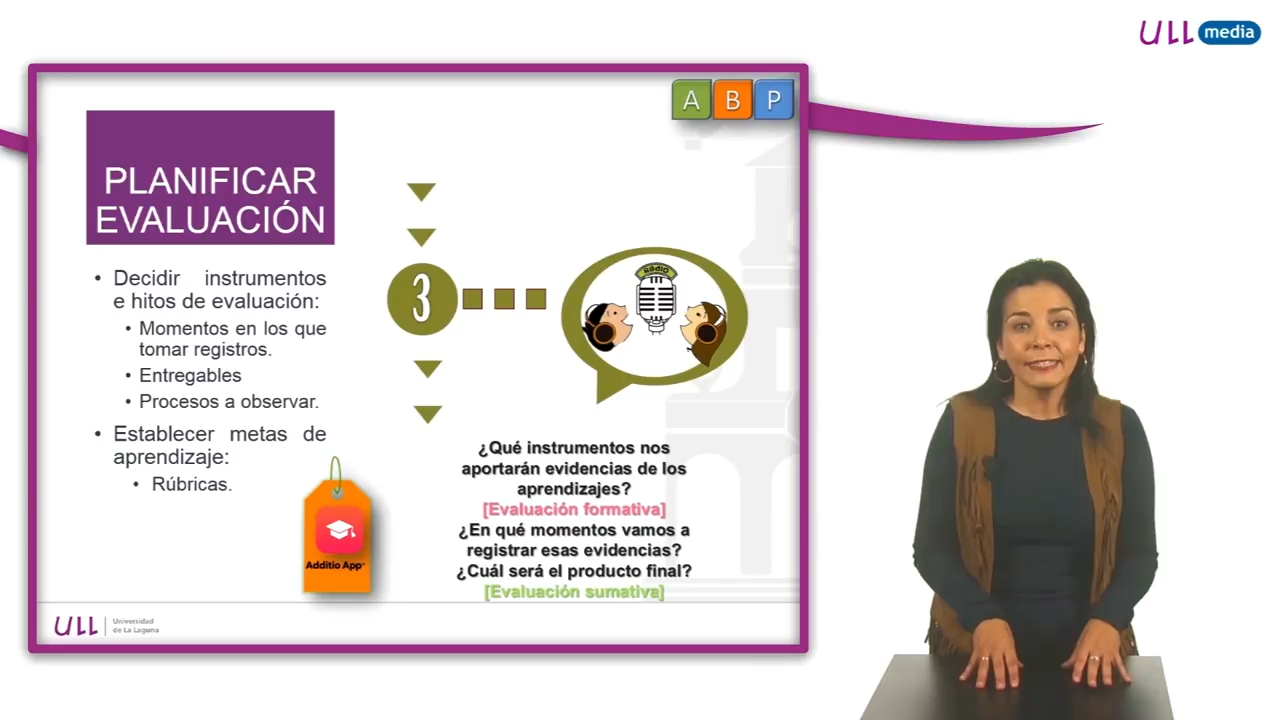 ULL media
A B P
PLANIFICAR
EVALUACIÓN
• Decidir instrumentos
e hitos de evaluación:
• Momentos en los que
tomar registros.
• Entregables
• Procesos a observar.
• Establecer metas de
aprendizaje:
• Rúbricas.
Additio App
3
RADIO
¿Qué instrumentos nos
aportarán evidencias de los
aprendizajes?
[Evaluación formativa]
¿En qué momentos vamos a
registrar esas evidencias?
¿Cuál será el producto final?
[Evaluación sumativa]
ULL
Universidad
de La Laguna